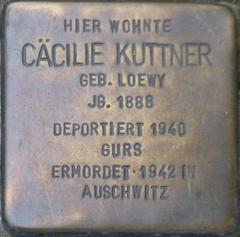 HIER WOHNTE
CÄCILIE KUTTNER
GEB. LOEWY
JG. 1888
DEPORTIERT 1940
GURS
ERMORDET 1942 IN
AUSCHWITZ